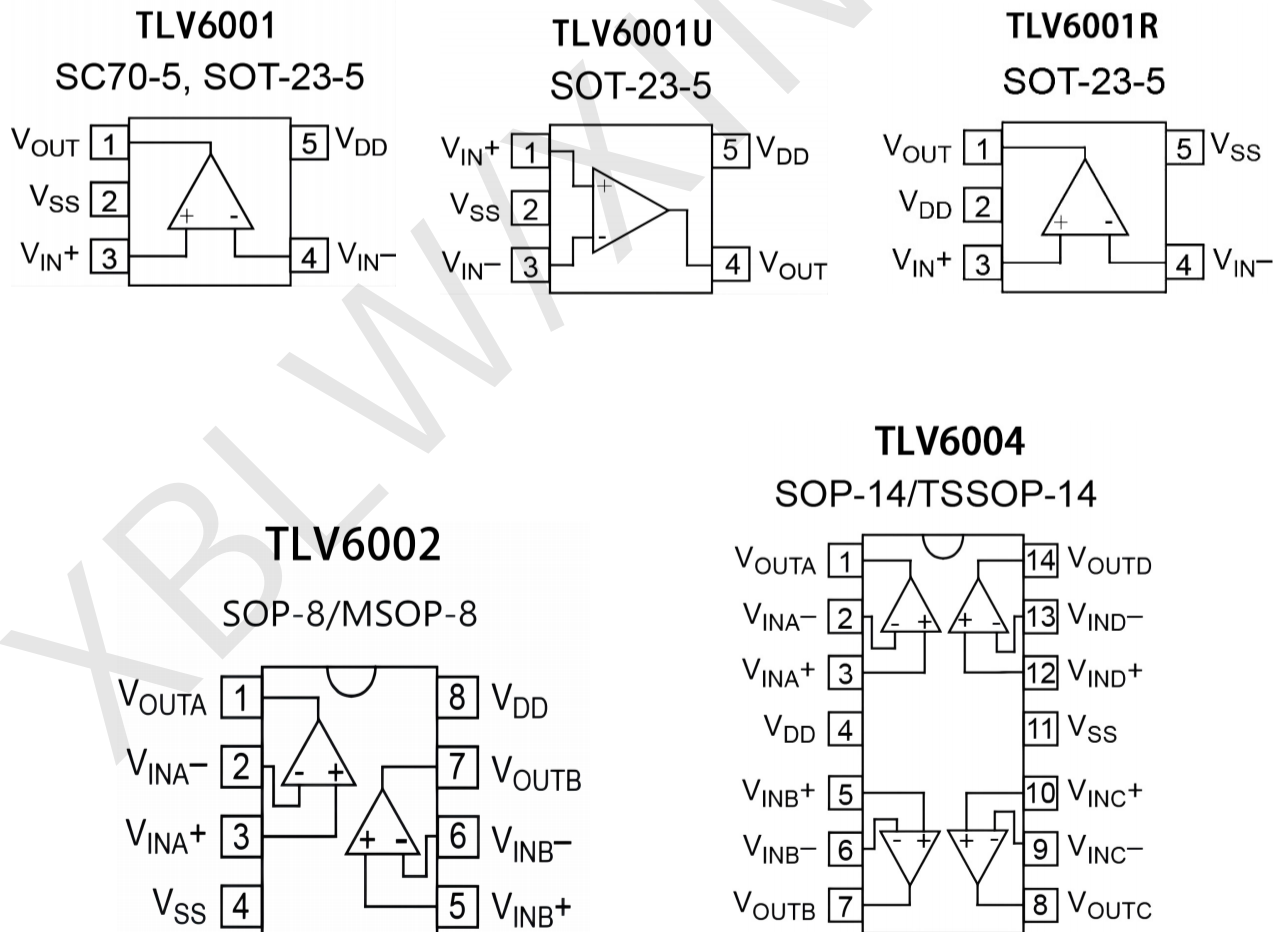 TLV6001
SC70-5, SOT-23-5
VOUT 1
5 VDD
VSS 2
VIN+ 3
4 VIN−
+ -
TLV6001U
SOT-23-5
VIN+ 1
5 VDD
VSS 2
VIN− 3
4 VOUT
+
-
TLV6001R
SOT-23-5
VOUT 1
5 VSS
VDD 2
VIN+ 3
4 VIN−
+ -
TLV6002
SOP-8/MSOP-8
VOUTA 1
8 VDD
VINA− 2
7 VOUTB
- +
VINA+ 3
6 VINB−
+ -
VSS 4
5 VINB+
TLV6004
SOP-14/TSSOP-14
VOUTA 1
14 VOUTD
VINA− 2
- +
+ -
13 VIND−
VINA+ 3
12 VIND+
VDD 4
11 VSS
VINB+ 5
10 VINC+
VINB− 6
- +
+ -
9 VINC−
VOUTB 7
8 VOUTC